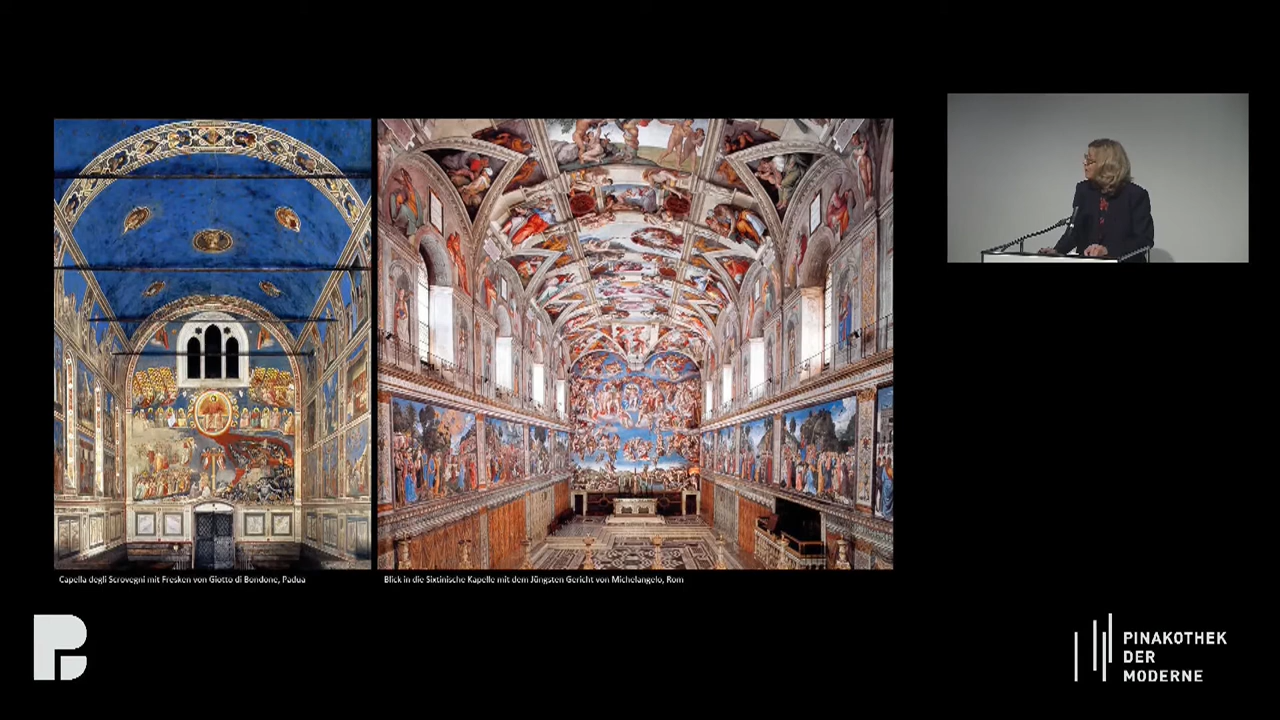 Capella degli Scrovegni mit Fresken von Giotto di Bondone, Padua
Blick in die Sixtinische Kapelle mit dem Jüngsten Gericht von Michelangelo, Rom
PINAKOTHEK
DER
MODERNE